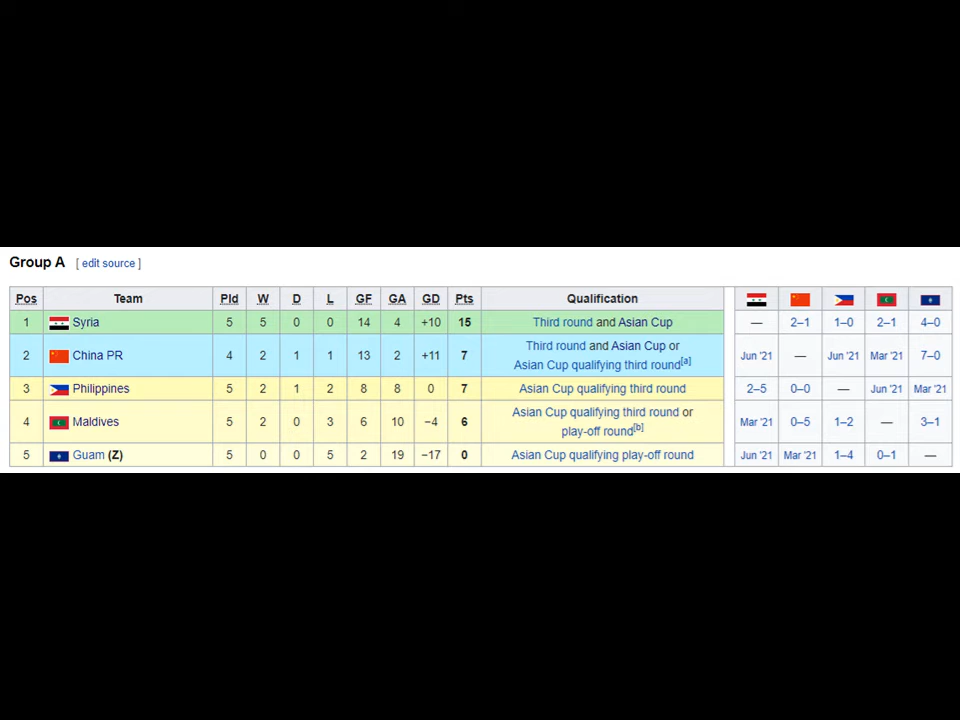 Group A [ edit source ]
Pos Team Pld W D L GF GA GD Pts Qualification
1 Syria 5 5 0 0 14 4 +10 15 Third round and Asian Cup — 2–1 1–0 2–1 4–0
2 China PR 4 2 1 1 13 2 +11 7 Third round and Asian Cup or Jun '21 — Jun '21 Mar '21 7–0
Asian Cup qualifying third round[a]
3 Philippines 5 2 1 2 8 8 0 7 Asian Cup qualifying third round 2–5 0–0 — Jun '21 Mar '21
4 Maldives 5 2 0 3 6 10 −4 6 Asian Cup qualifying third round or Mar '21 0–5 1–2 — 3–1
play-off round[b]
5 Guam (Z) 5 0 0 5 2 19 −17 0 Asian Cup qualifying play-off round Jun '21 Mar '21 1–4 0–1 —